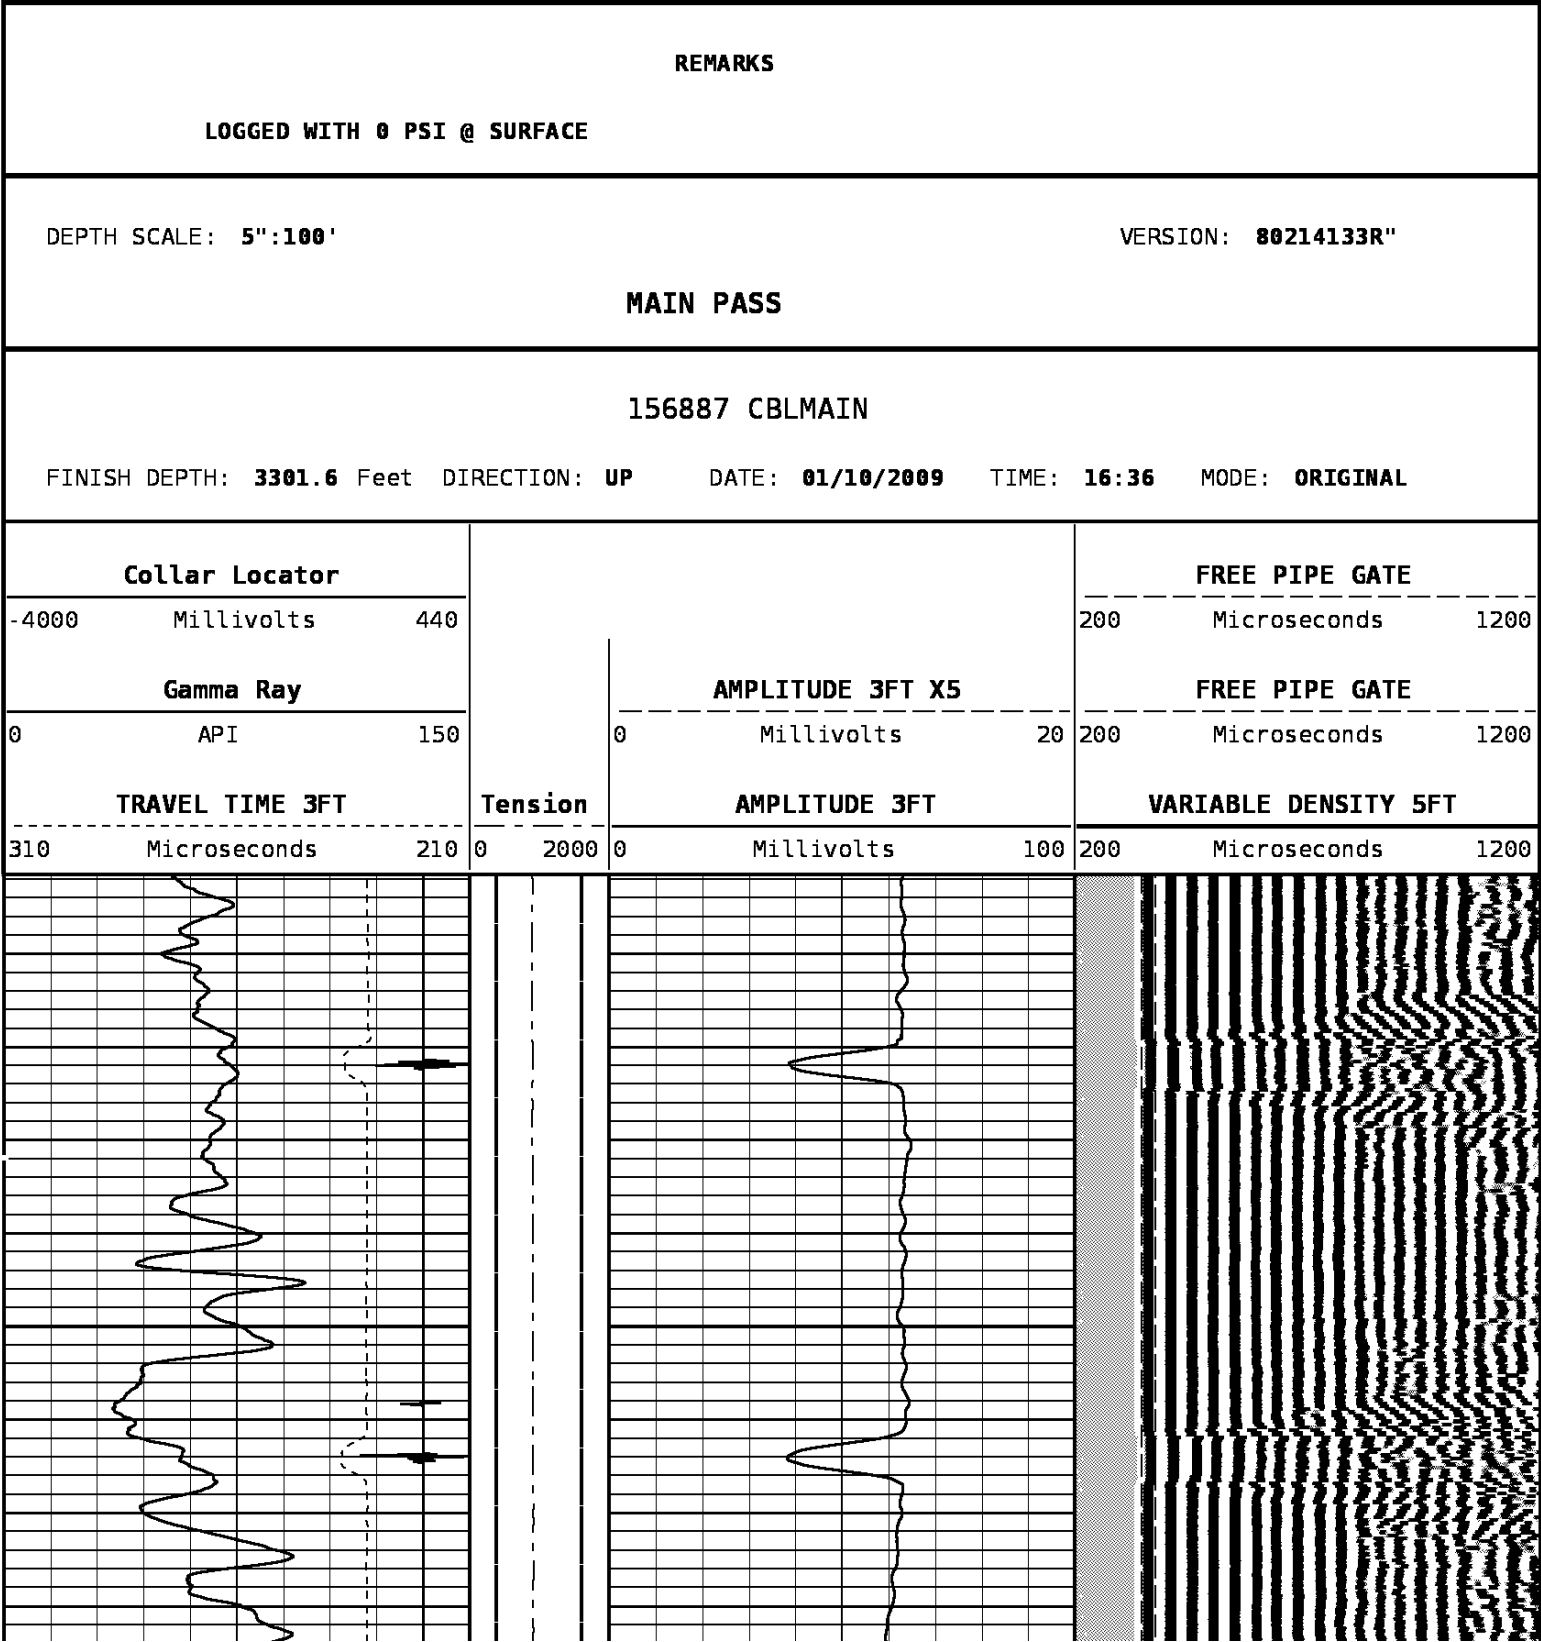 REMARKS
LOGGED WITH 0 PSI @ SURFACE
DEPTH SCALE: 5":100' VERSION: 80214133R"
MAIN PASS
156887 CBLMAIN
FINISH DEPTH: 3301.6 Feet DIRECTION: UP DATE: 01/10/2009 TIME: 16:36 MODE: ORIGINAL
Collar Locator FREE PIPE GATE
-4000 Millivolts 440 200 Microseconds 1200
Gamma Ray AMPLITUDE 3FT X5 FREE PIPE GATE
0 API 150 0 Millivolts 20 200 Microseconds 1200
TRAVEL TIME 3FT Tension AMPLITUDE 3FT VARIABLE DENSITY 5FT
310 Microseconds 210 0 2000 0 Millivolts 100 200 Microseconds 1200